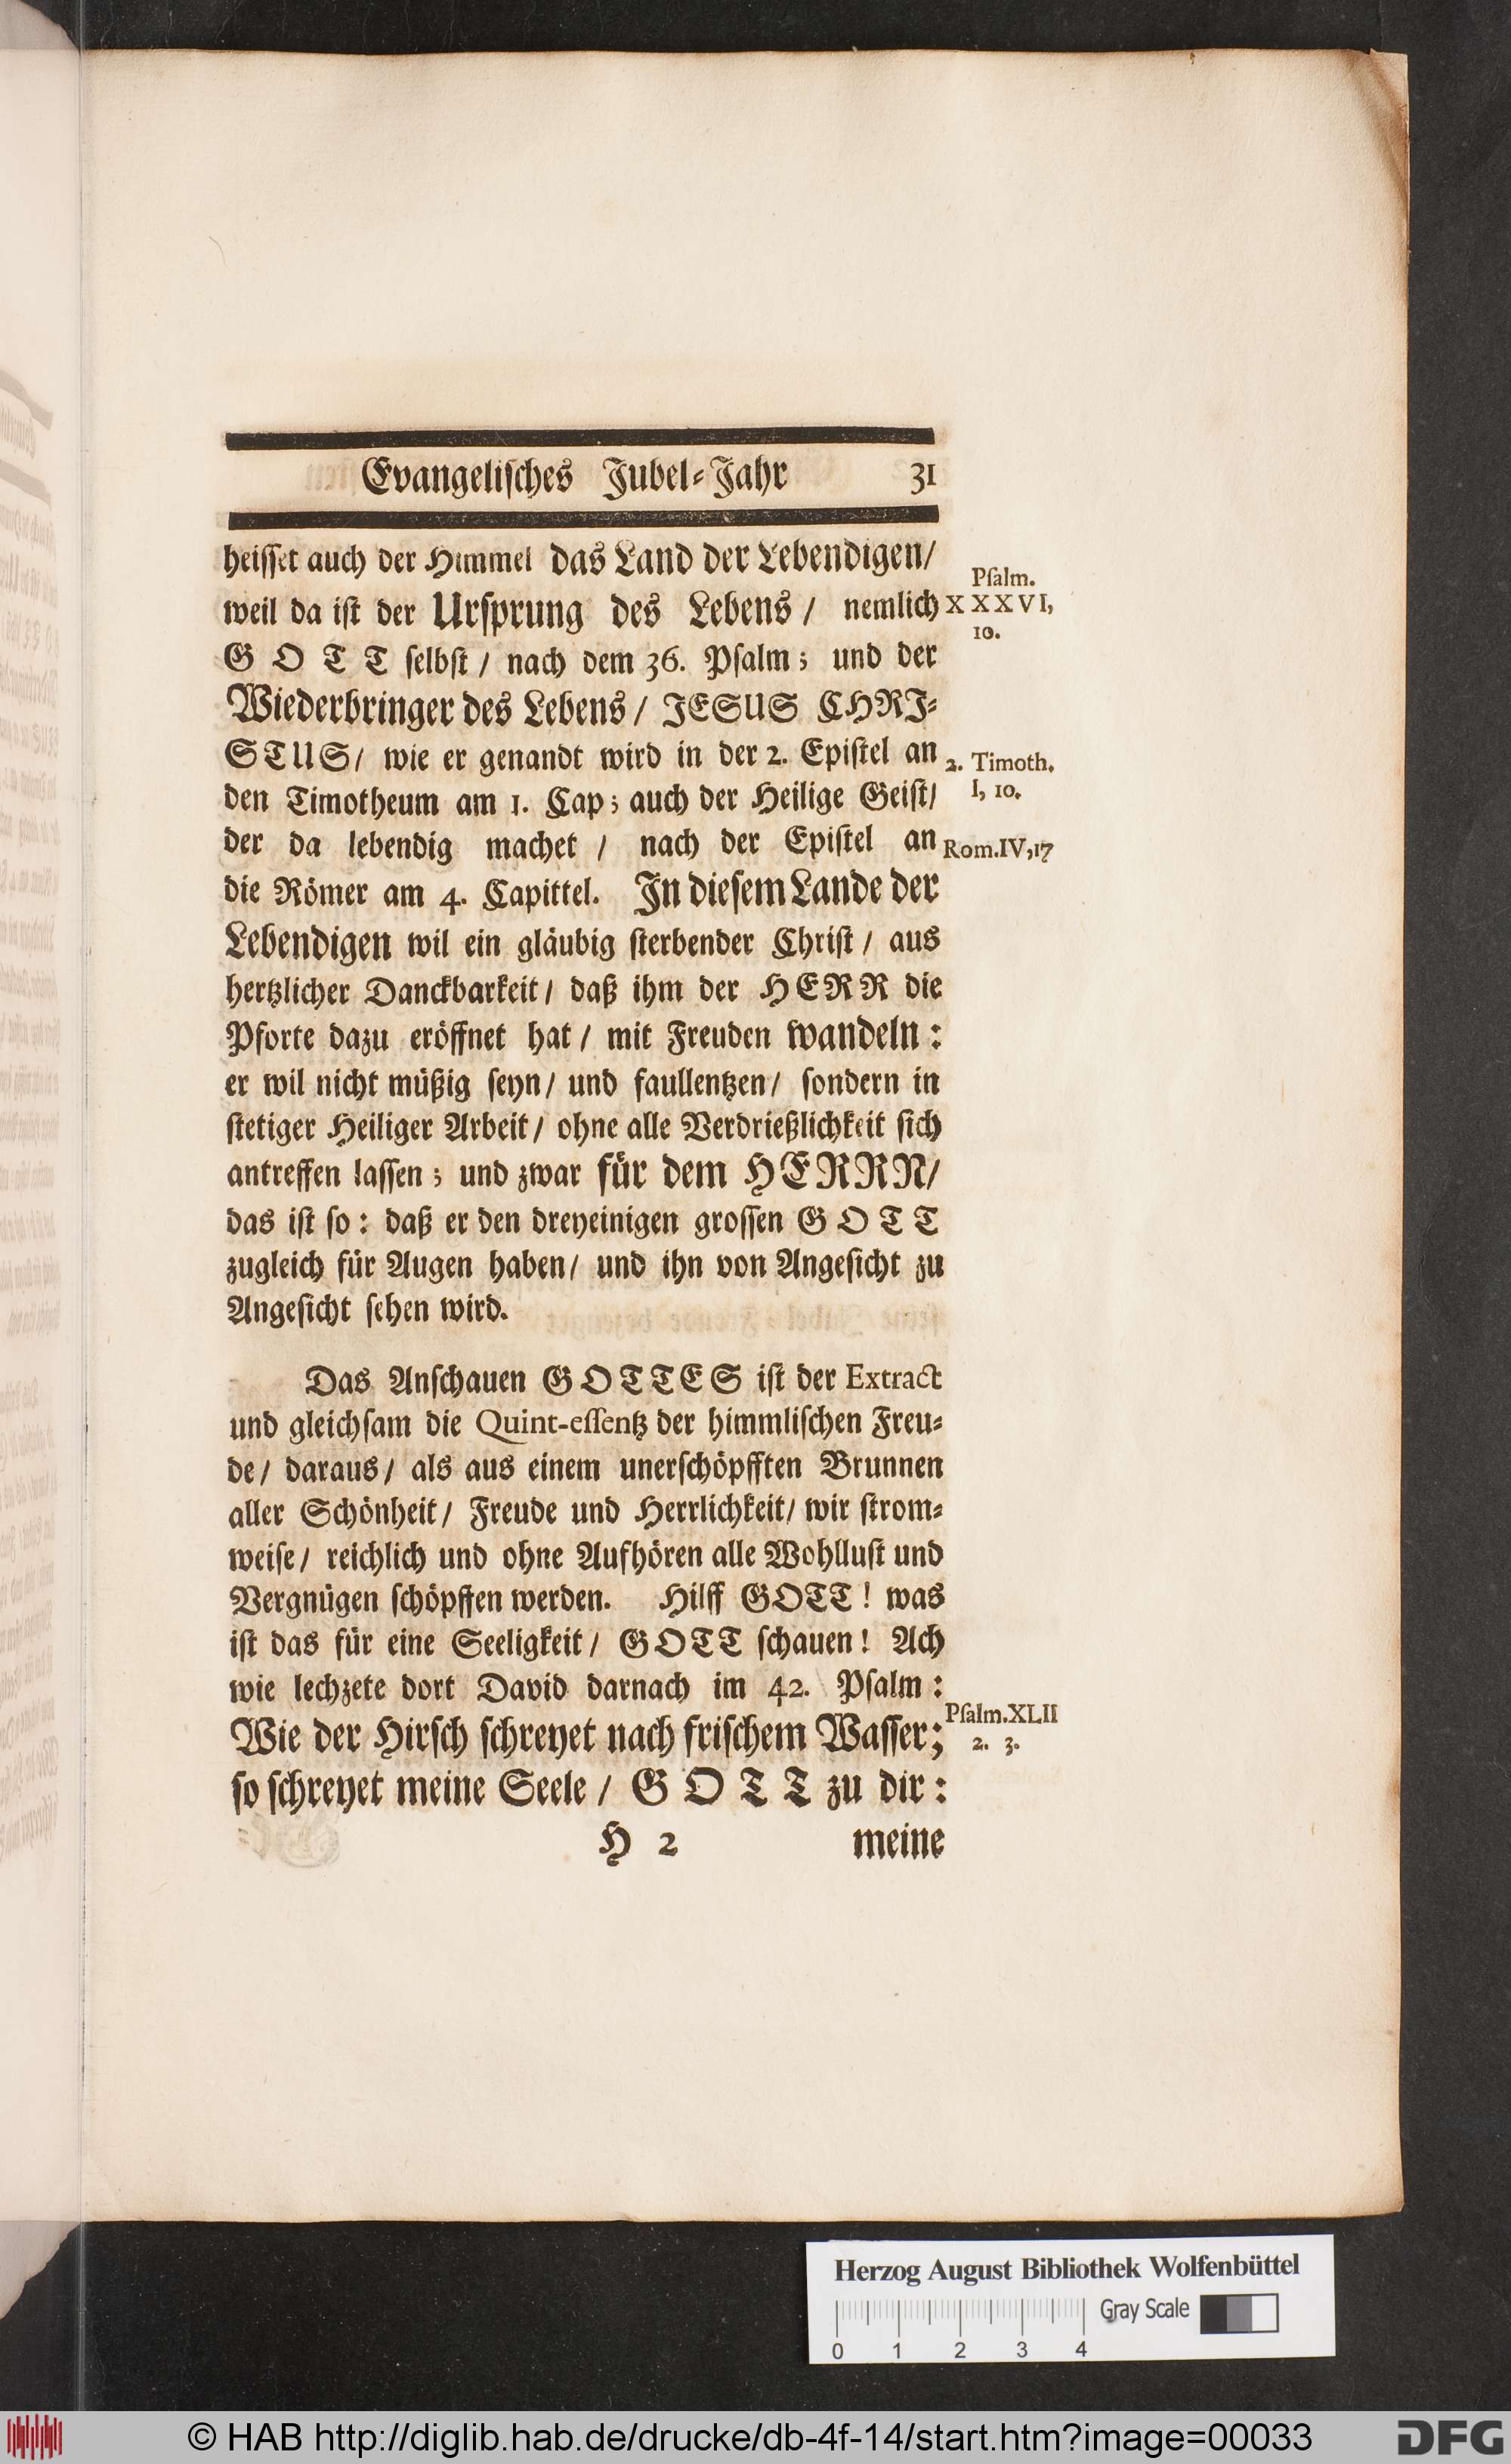 Evangeliſches Jubel-Jahr 31
heiſſet auch der Himmel das Land der Lebendigen/
weil da iſt der Urſprung des Lebens / nemlich
Pſalm.
XXXVI,
10.
GOTT ſelbſt / nach dem 36. Pſalm; und der
Wiederbringer des Lebens / JESUS CHRI-
STUS/ wie er genandt wird in der 2. Epiſtel an
2. Timoth.
I, 10.
den Timotheum am 1. Cap; auch der Heilige Geiſt/
der da lebendig machet / nach der Epiſtel an
Rom.IV,17
die Römer am 4. Capittel. In dieſem Lande der
Lebendigen wil ein gläubig ſterbender Chriſt / aus
hertzlicher Danckbarkeit/ daß ihm der HERR die
Pforte dazu eröffnet hat / mit Freuden wandeln:
er wil nicht müßig ſeyn/ und faullentzen/ ſondern in
ſtetiger Heiliger Arbeit/ ohne alle Verdrießlichkeit ſich
antreffen laſſen; und zwar für dem HERRN/
das iſt ſo: daß er den dreyeinigen groſſen GOTT
zugleich für Augen haben/ und ihn von Angeſicht zu
Angeſicht ſehen wird.
Das Anſchauen GOTTES iſt der Extract
und gleichſam die Quint-eſſentz der himmliſchen Freu-
de/ daraus/ als aus einem unerſchöpfften Brunnen
aller Schönheit/ Freude und Herrlichkeit/ wir ſtrom-
weiſe/ reichlich und ohne Aufhören alle Wohlluſt und
Vergnügen ſchöpffen werden. Hilff GOTT! was
iſt das für eine Seeligkeit/ GOTT ſchauen! Ach
wie lechzete dort David darnach im 42. Pſalm:
Wie der Hirſch ſchreyet nach friſchem Waſſer;
Pſalm.XLII
2. 3.
ſo ſchreyet meine Seele / GOTT zu dir:
H 2 meine
Herzog August Bibliothek Wolfenbüttel
Gray Scale
0 1 2 3 4
© HAB http://diglib.hab.de/drucke/db-4f-14/start.htm?image=00033
DFG